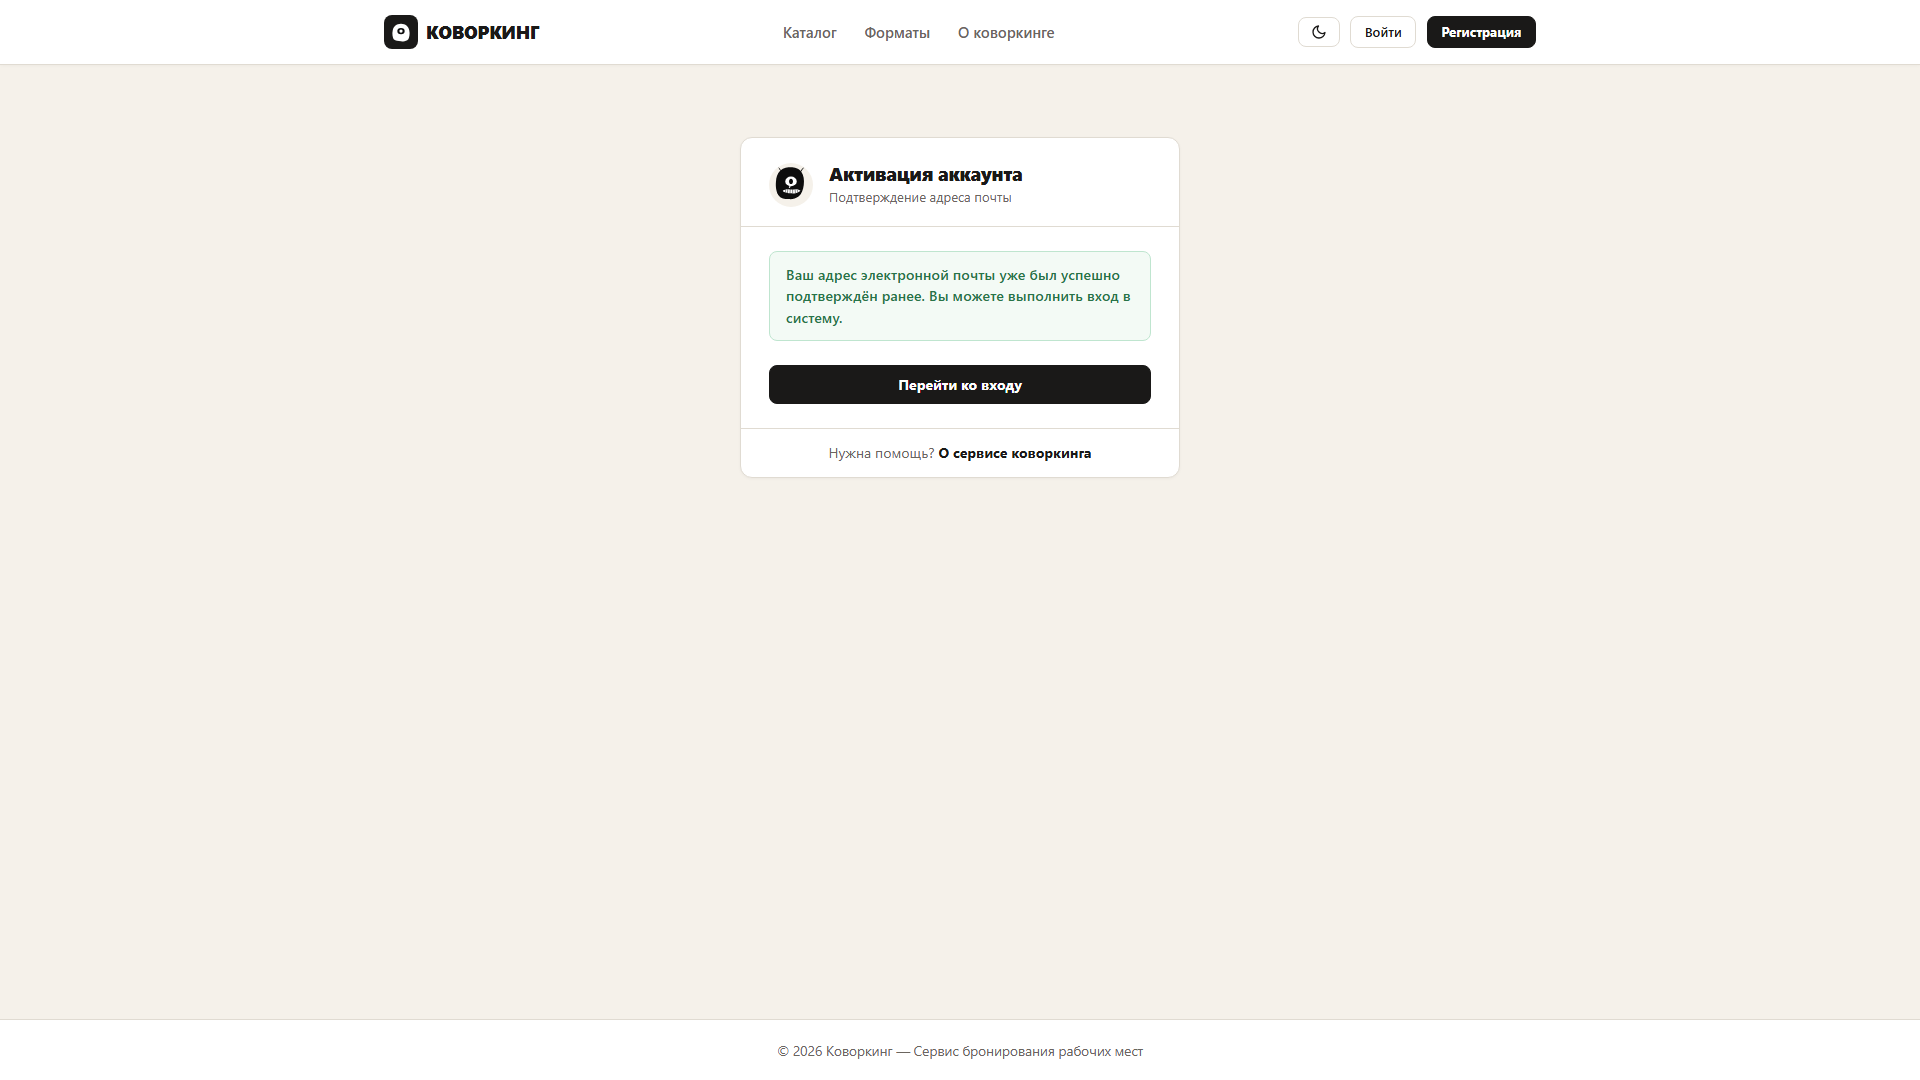 КОВОРКИНГ
Каталог
Форматы
О коворкинге
Войти
Регистрация
Активация аккаунта
Подтверждение адреса почты
Ваш адрес электронной почты уже был успешно
подтверждён ранее. Вы можете выполнить вход в
систему.
Перейти ко входу
Нужна помощь? О сервисе коворкинга
© 2026 Коворкинг — Сервис бронирования рабочих мест